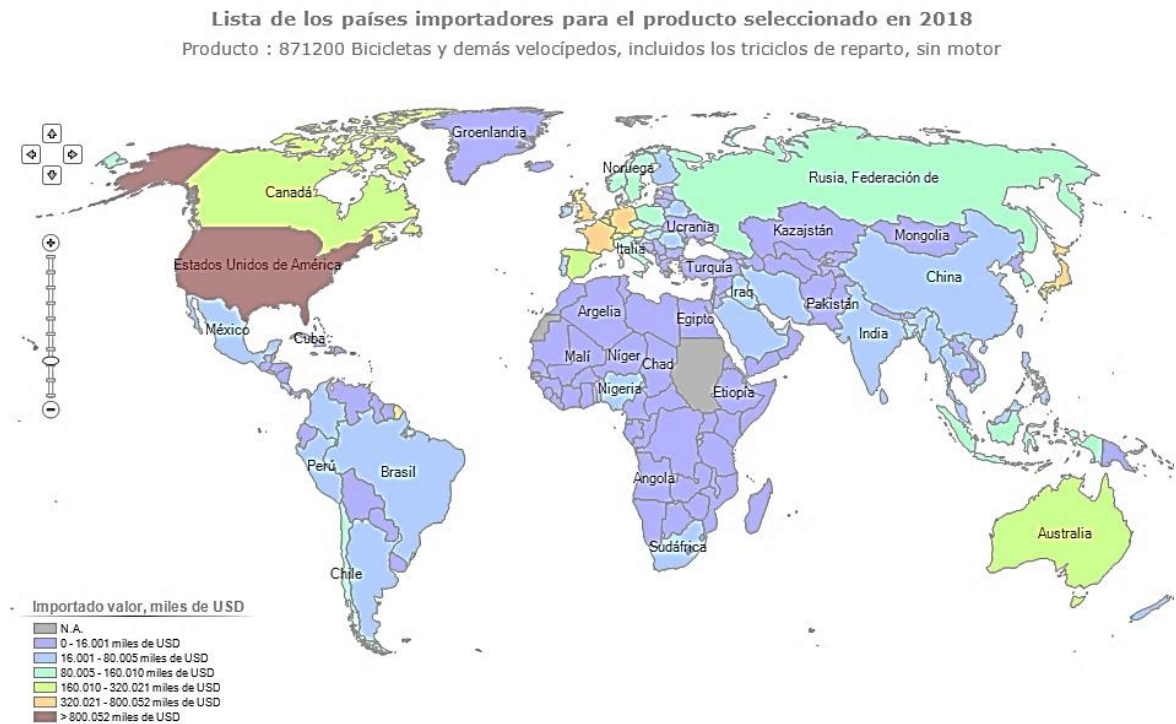 Lista de los países importadores para el producto seleccionado en 2018
Producto : 871200 Bicicletas y demás velocípedos, incluidos los triciclos de reparto, sin motor
Groenlandia
Noruega
Rusia, Federación de
Canadá
Ucrania
Kazajstán
Mongolia
Italia
Estados Unidos de América
Turquía
China
Iraq
Pakistán
México
Argelia
Egipto
India
Cuba
Malí
Níger
Chad
Nigeria
Etiopía
Perú
Brasil
Angola
Australia
Sudáfrica
Chile
Importado valor, miles de USD
N.A.
0 - 16.001 miles de USD
16.001 - 80.005 miles de USD
80.005 - 160.010 miles de USD
160.010 - 320.021 miles de USD
320.021 - 800.052 miles de USD
> 800.052 miles de USD